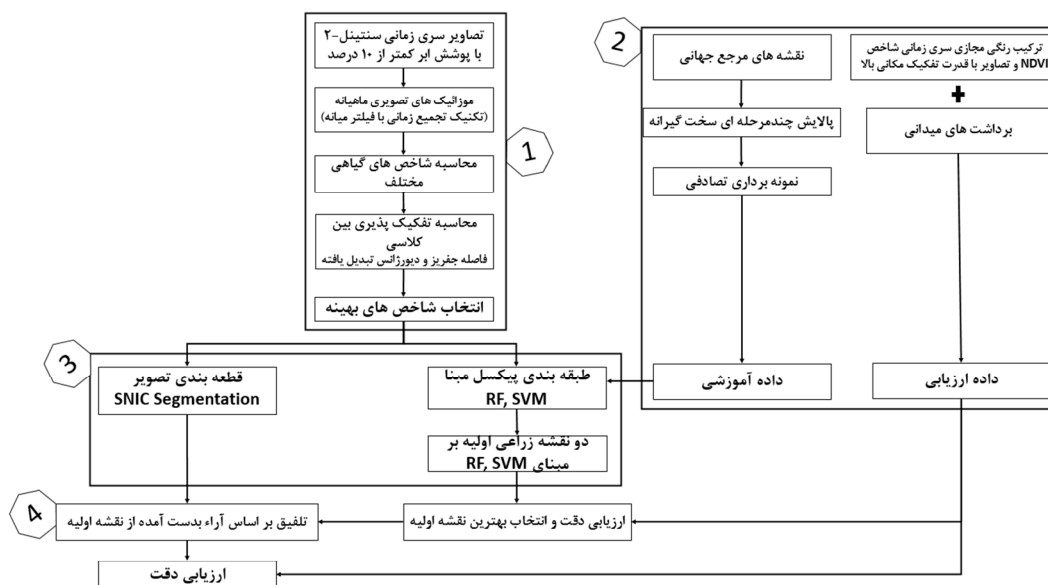 1
تصاویر سری زمانی سنتینل-۲
با پوشش ابر کمتر از ۱۰ درصد
موزائیک های تصویری ماهیانه
(تکنیک تجمیع زمانی با فیلتر میانه)
محاسبه شاخص های گیاهی
مختلف
محاسبه تفکیک پذیری بین
کلاسی
فاصله جفریز و دیورژانس تبدیل یافته
انتخاب شاخص های بهینه
2
نقشه های مرجع جهانی
پالایش چندمرحله ای سخت گیرانه
نمونه برداری تصادفی
داده آموزشی
ترکیب رنگی مجازی سری زمانی شاخص
NDVI و تصاویر با قدرت تفکیک مکانی بالا
+
برداشت های میدانی
داده ارزیابی
3
قطعه بندی تصویر
SNIC Segmentation
طبقه بندی پیکسل مبنا
RF, SVM
دو نقشه زراعی اولیه بر
مبنای RF, SVM
4
ارزیابی دقت و انتخاب بهترین نقشه اولیه
تلفیق بر اساس آراء بدست آمده از نقشه اولیه
ارزیابی دقت